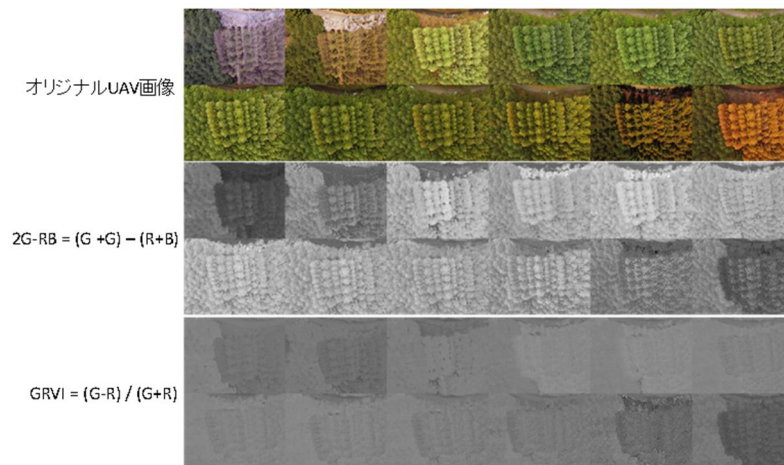 オリジナルUAV画像
2G-RB = (G +G) – (R+B)
GRVI = (G-R) / (G+R)